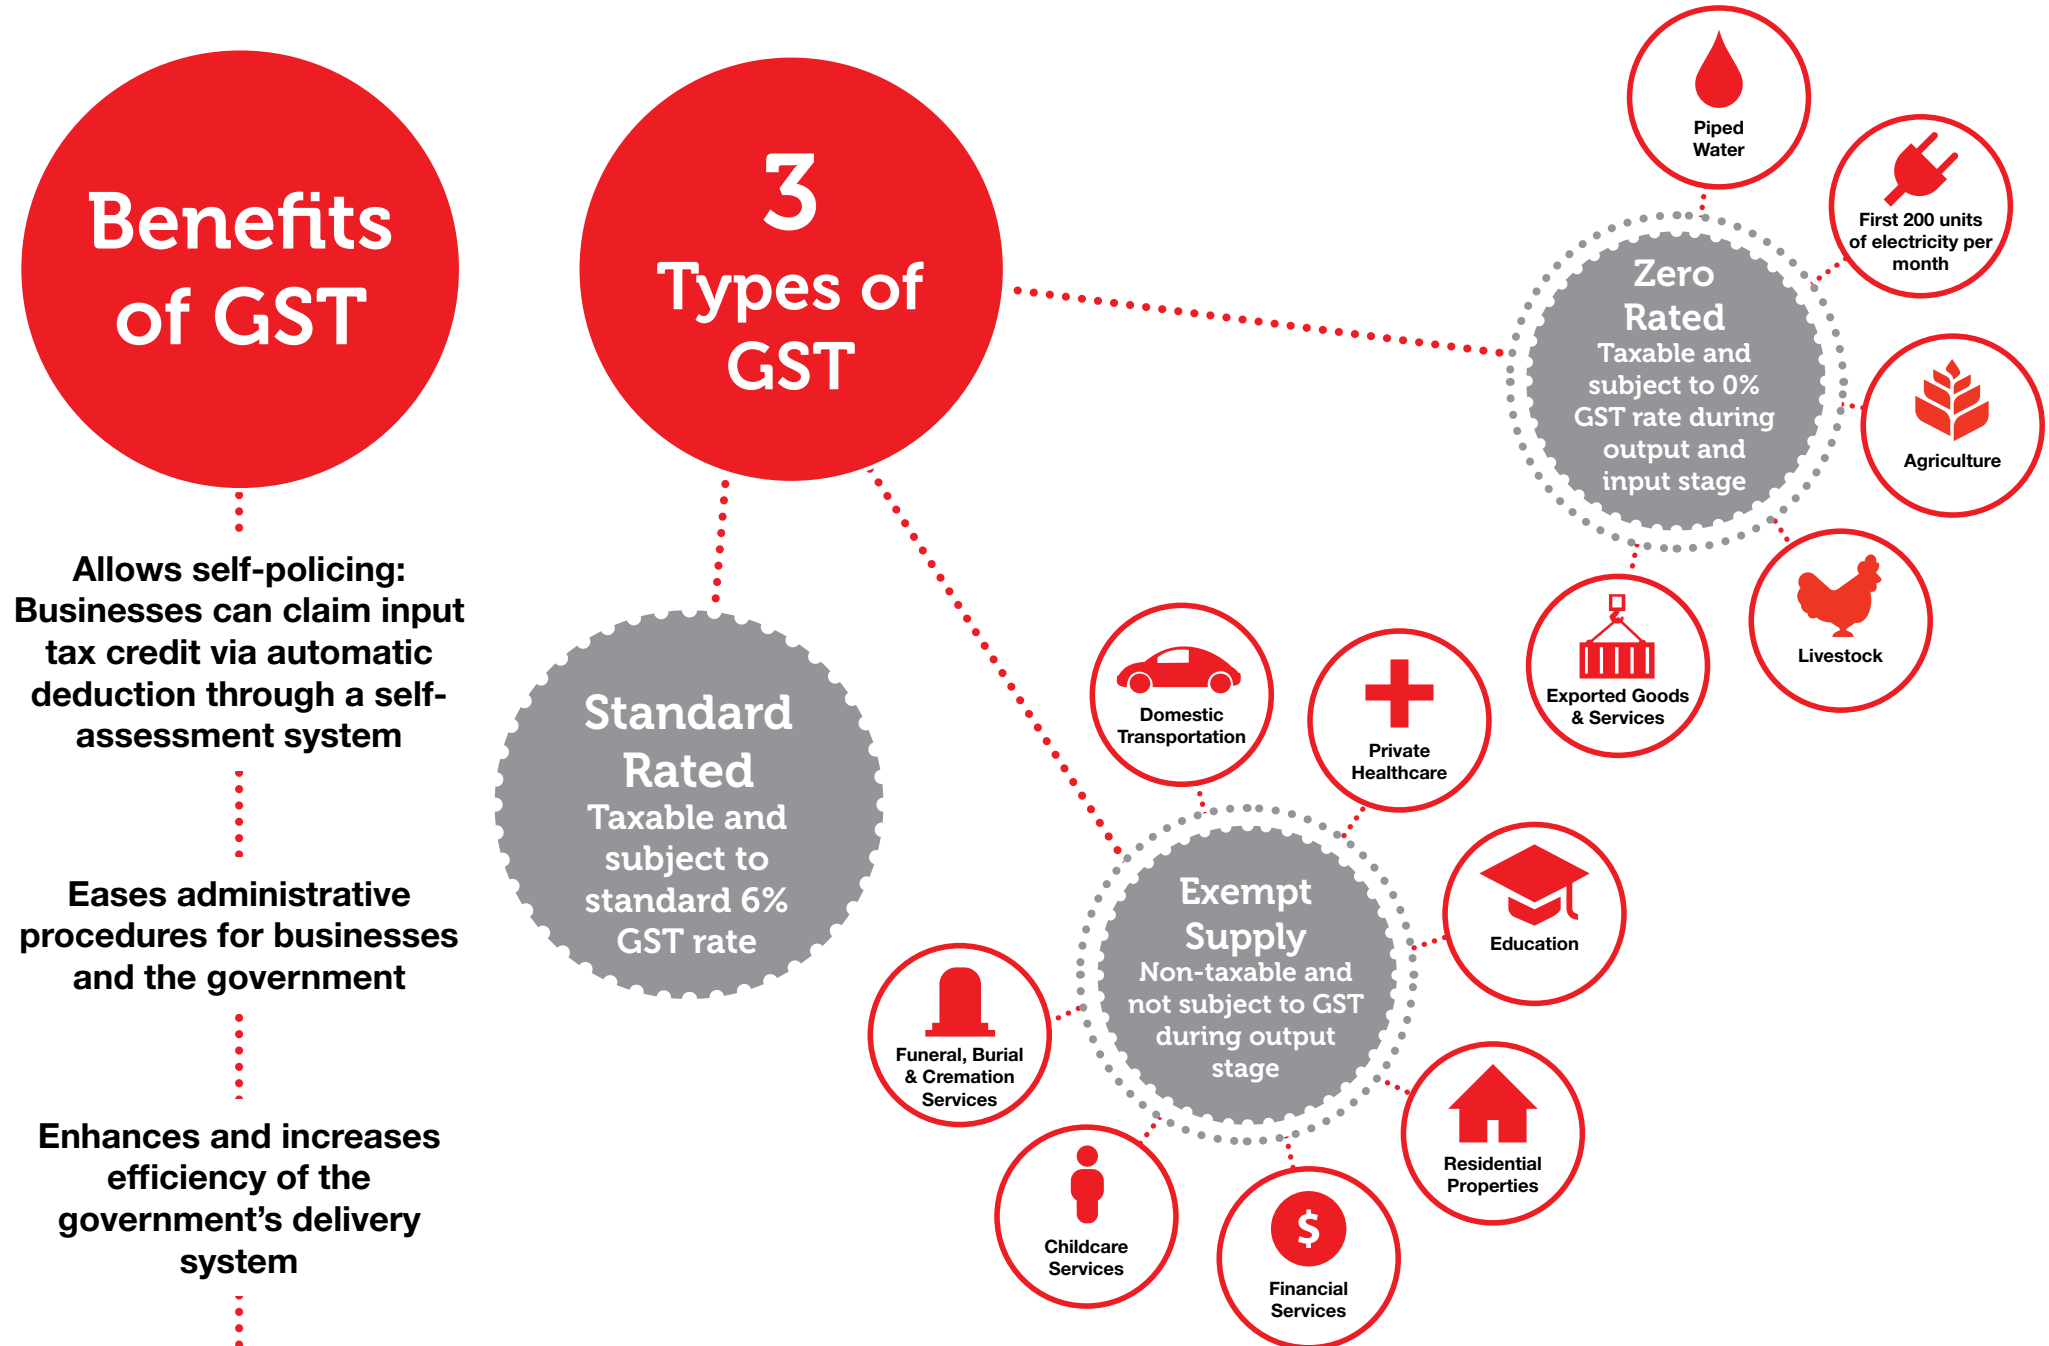 Benefits
of GST
Allows self-policing:
Businesses can claim input
tax credit via automatic
deduction through a self-
assessment system
Eases administrative
procedures for businesses
and the government
Enhances and increases
efficiency of the
government's delivery
system
3
Types of
GST
Standard
Rated
Taxable and
subject to
standard 6%
GST rate
Zero
Rated
Taxable and
subject to 0%
GST rate during
output and
input stage
Piped
Water
First 200 units
of electricity per
month
Agriculture
Livestock
Exported Goods
& Services
Exempt
Supply
Non-taxable and
not subject to GST
during output
stage
Domestic
Transportation
Private
Healthcare
Education
Residential
Properties
$
Financial
Services
Childcare
Services
Funeral, Burial
& Cremation
Services